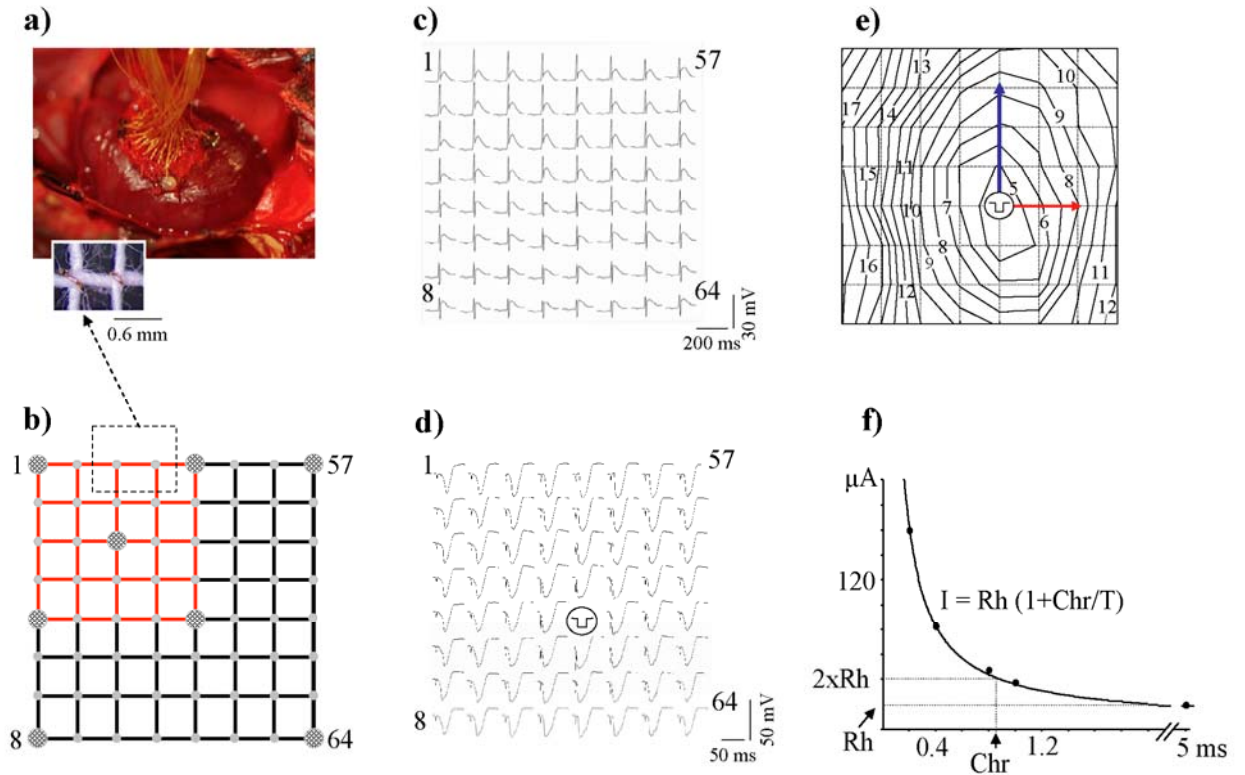 a)
0.6 mm
b)
1
57
8
64
c)
1
57
8
64
30 mV
200 ms
d)
1
57
8
64
50 mV
50 ms
e)
13
10
17
14
9
11
15
8
5
10
7
6
8
9
16
11
12
12
f)
µA
120
I = Rh (1+Chr/T)
2xRh
Rh
0.4
1.2
5 ms
Chr